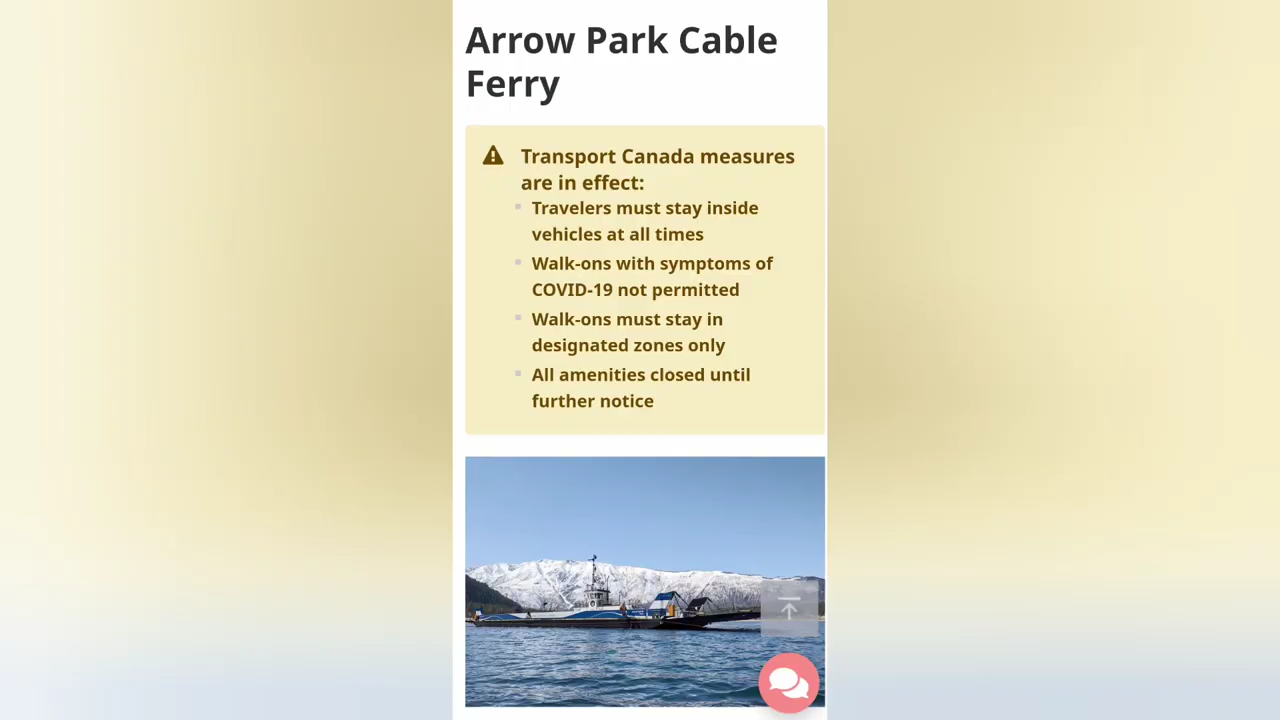 Arrow Park Cable
Ferry
Transport Canada measures
are in effect:
Travelers must stay inside
vehicles at all times
Walk-ons with symptoms of
COVID-19 not permitted
Walk-ons must stay in
designated zones only
All amenities closed until
further notice